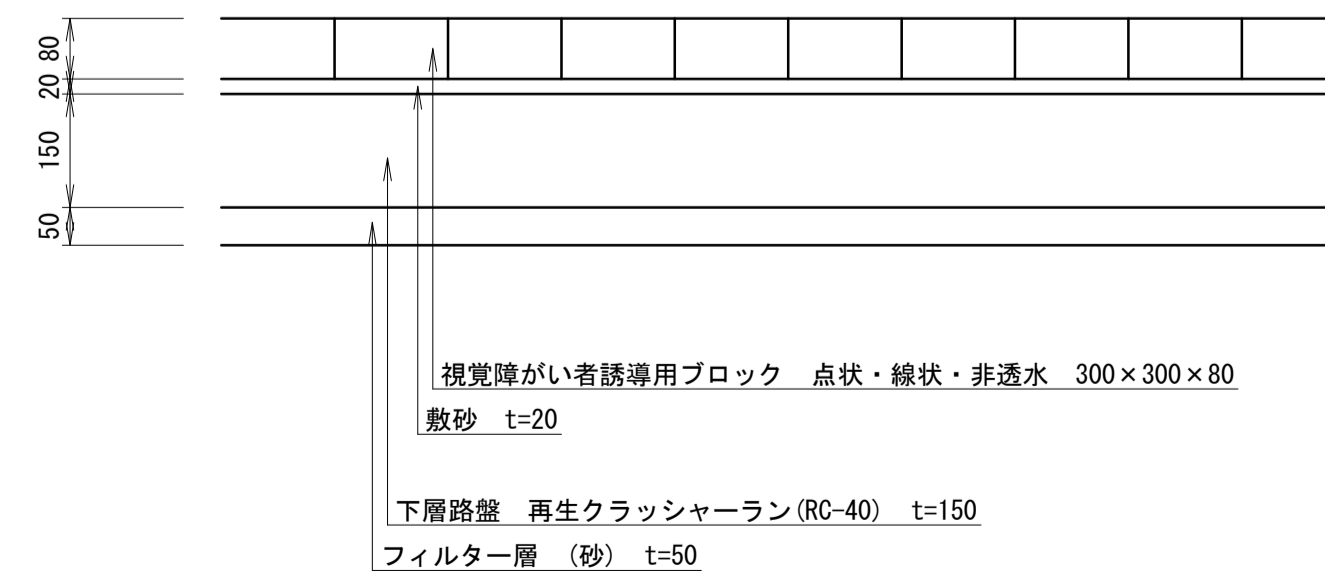 80
20
150
50
視覚障がい者誘導用ブロック　点状・線状・非透水　300×300×80
敷砂　t=20
下層路盤　再生クラッシャーラン(RC-40)　t=150
フィルター層　（砂）　t=50